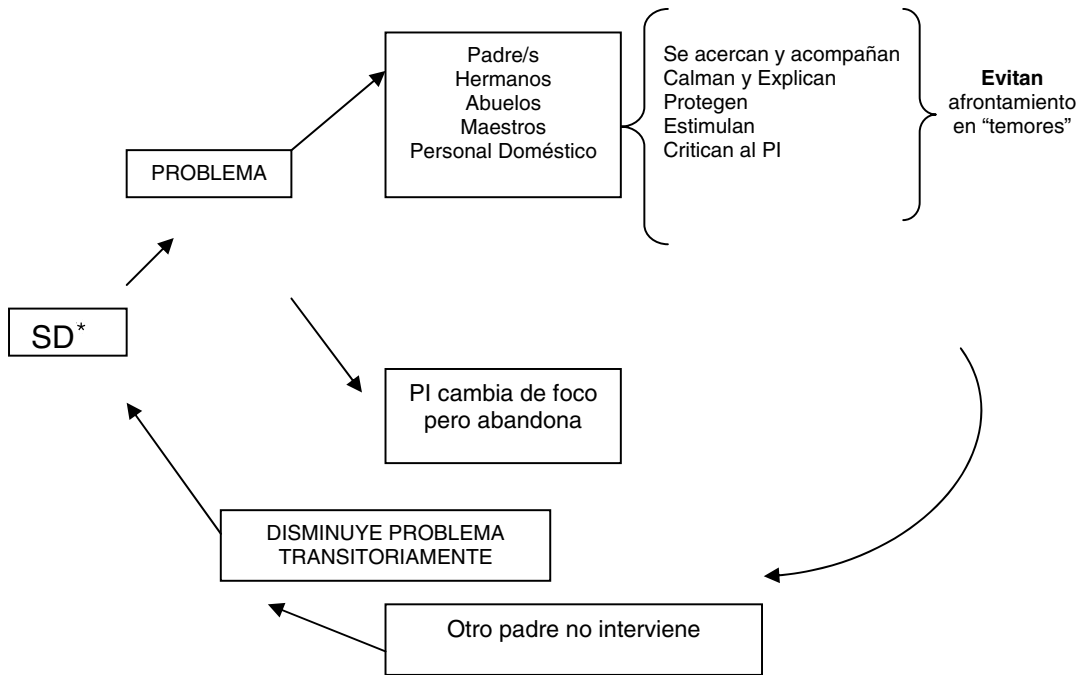 Padre/s
Hermanos
Abuelos
Maestros
Personal Doméstico
Se acercan y acompañan
Calman y Explican
Protegen
Estimulan
Critican al PI
Evitan
afrontamiento
en “temores”
PROBLEMA
SD*
PI cambia de foco
pero abandona
DISMINUYE PROBLEMA
TRANSITORIAMENTE
Otro padre no interviene